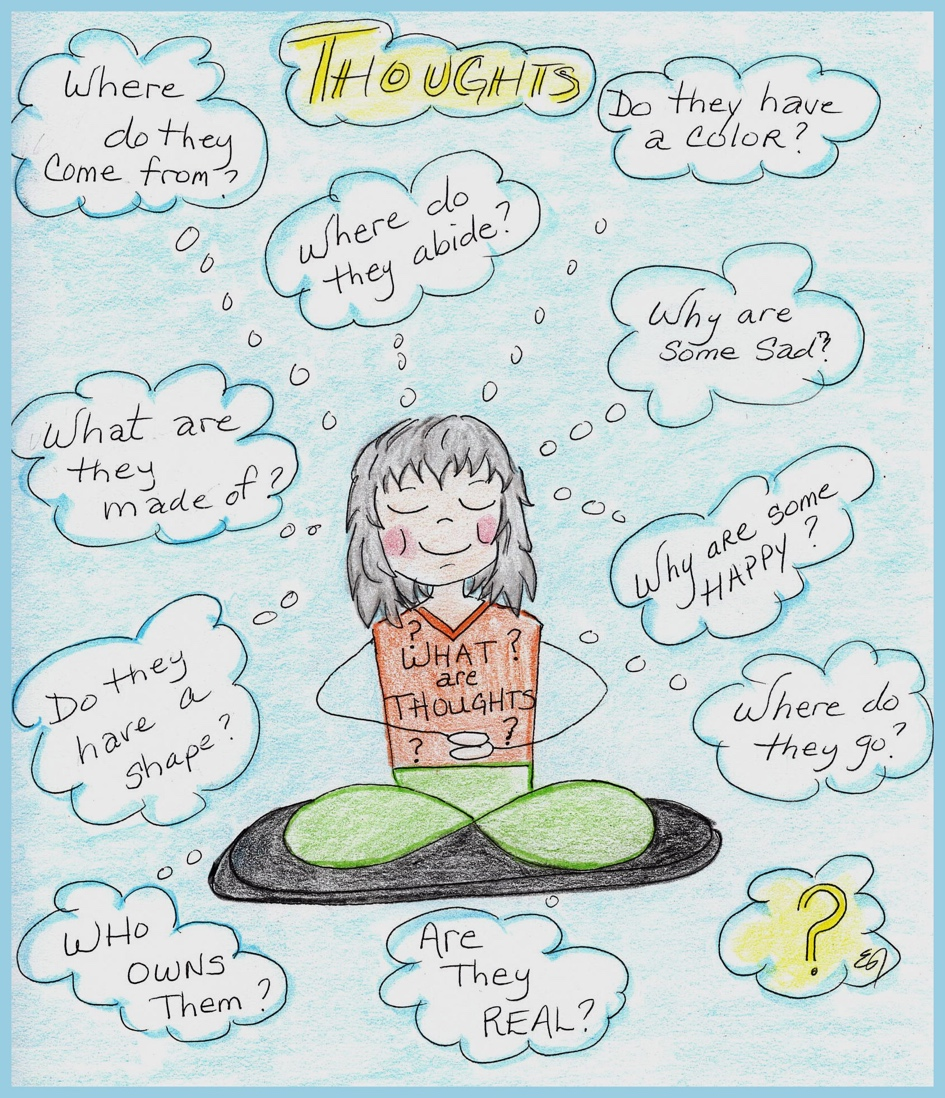 THOUGHTS
Where
do they
Come from?
Do they have
a COLOR?
Where do
they abide?
Why are
some sad?
What are
they
made of?
Why are some
HAPPY?
?
WHAT ?
are
THOUGHTS
? ?
Do they
have a
shape?
Where do
they go?
WHO
OWNS
Them?
Are
They
REAL?
?